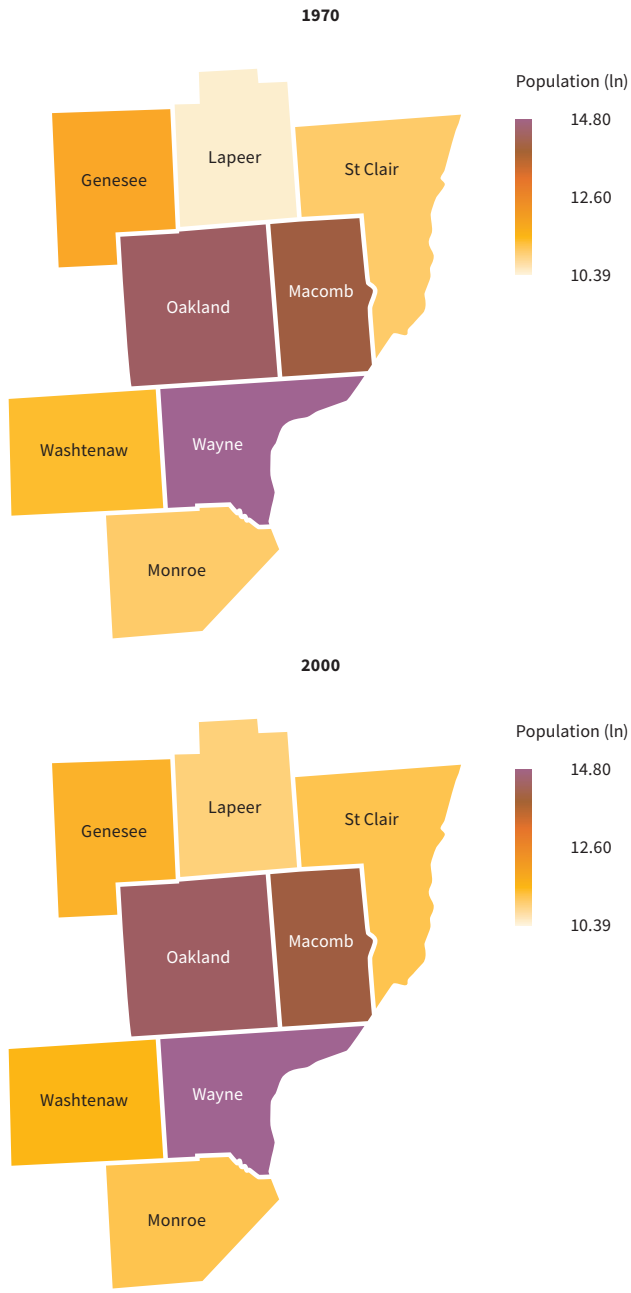 1970
Population (ln)
14.80
12.60
10.39
Lapeer
St Clair
Genesee
Macomb
Oakland
Washtenaw
Wayne
Monroe
2000
Population (ln)
14.80
12.60
10.39
Lapeer
St Clair
Genesee
Macomb
Oakland
Washtenaw
Wayne
Monroe